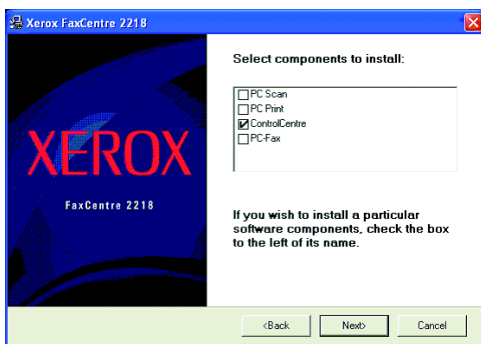 Xerox FaxCentre 2218
Select components to install:
PC Scan
PC Print
ControlCentre
PC-Fax
XEROX
FaxCentre 2218
If you wish to install a particular
software components, check the box
to the left of its name.
<Back
Next>
Cancel